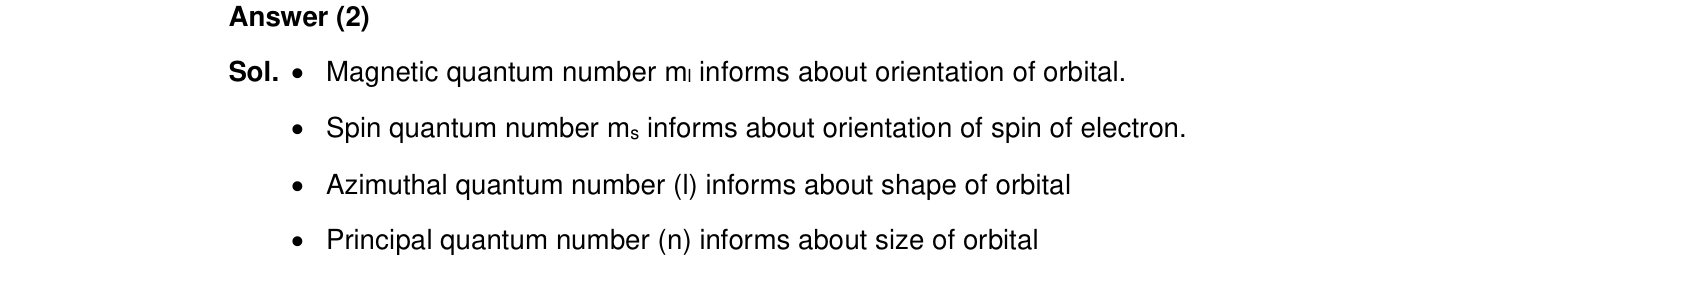 Answer (2)
Sol. • Magnetic quantum number mₗ informs about orientation of orbital.
• Spin quantum number mₛ informs about orientation of spin of electron.
• Azimuthal quantum number (l) informs about shape of orbital
• Principal quantum number (n) informs about size of orbital